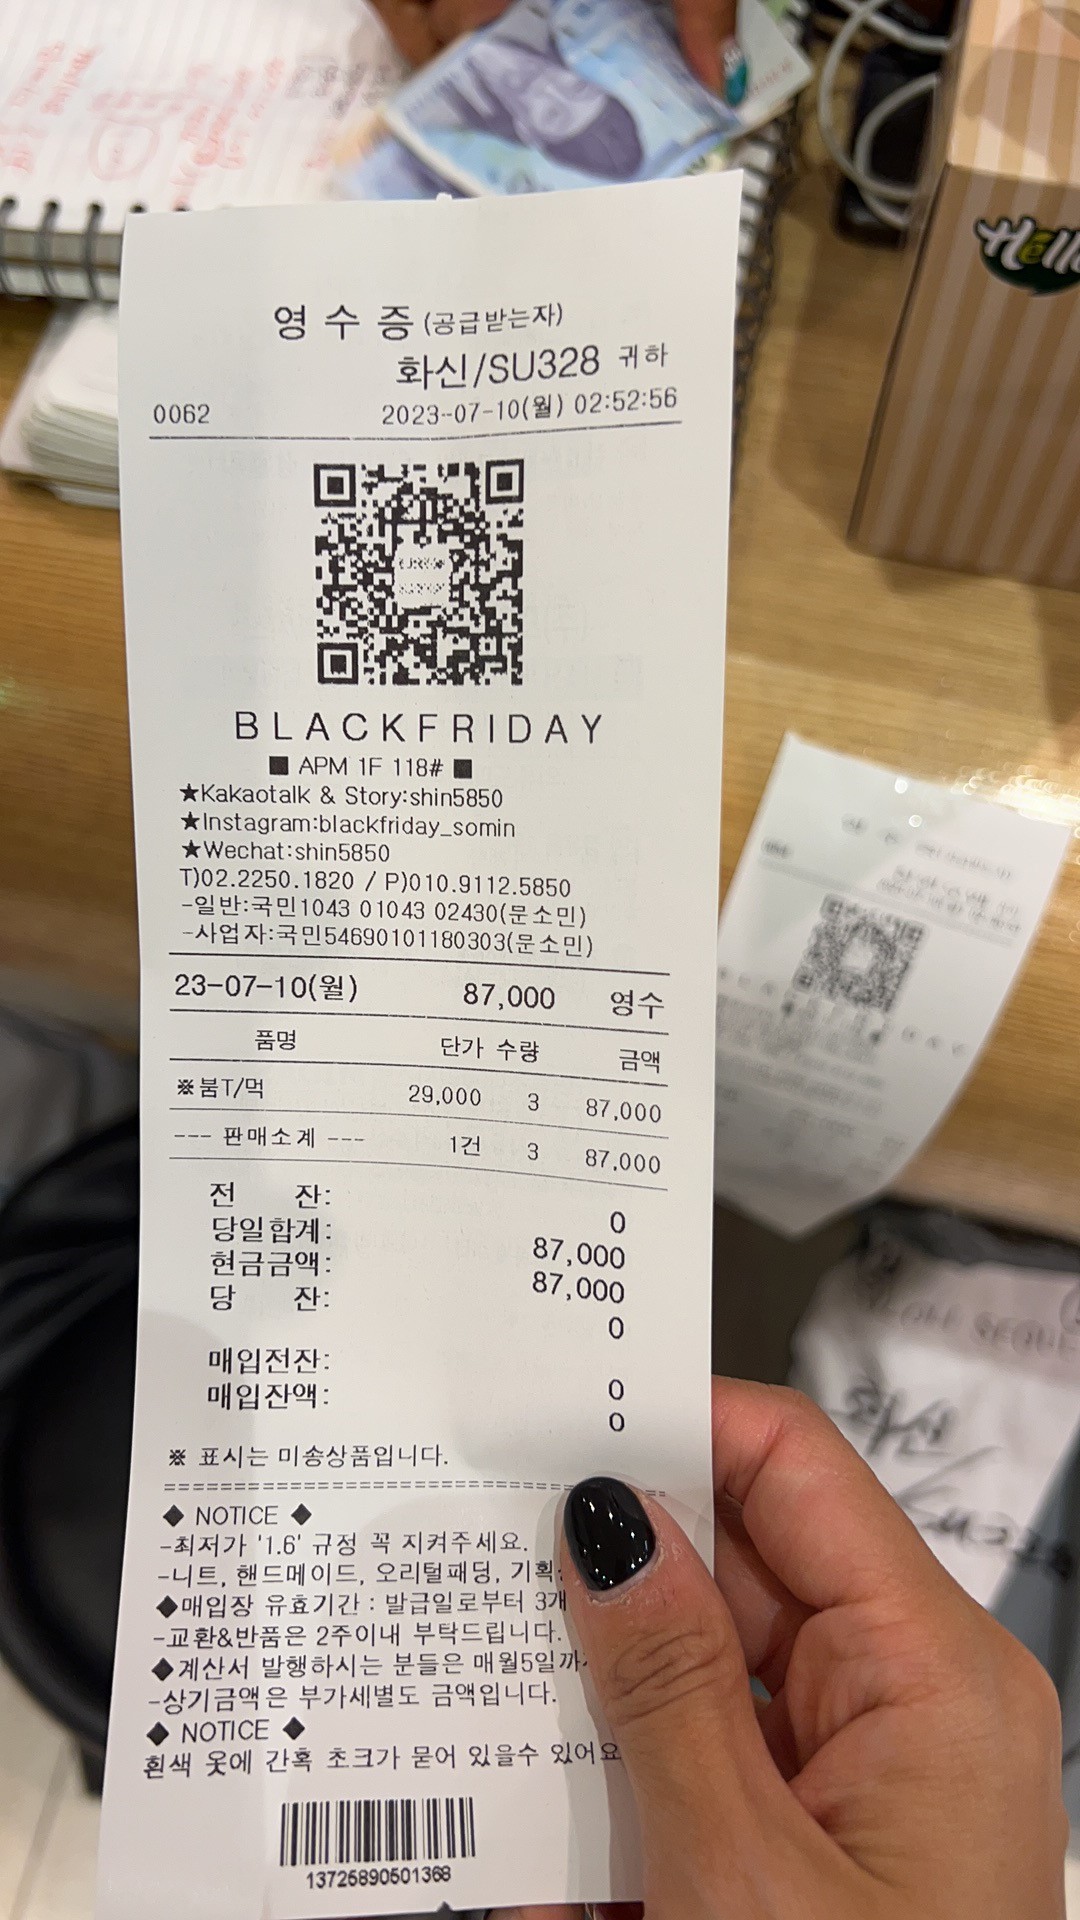 영 수 증 (공급받는자)
화신/SU328 귀하
0062 2023-07-10(월) 02:52:56
BLACKFRIDAY
■ APM 1F 118# ■
★Kakaotalk & Story:shin5850
★Instagram:blackfriday_somin
★Wechat:shin5850
T)02.2250.1820 / P)010.9112.5850
-일반:국민1043 01043 02430(문소민)
-사업자:국민54690101180303(문소민)
23-07-10(월) 87,000 영수
품명 단가 수량 금액
※붐T/먹 29,000 3 87,000
--- 판매소계 --- 1건 3 87,000
전 잔: 0
당일합계: 87,000
현금금액: 87,000
당 잔: 0
매입전잔: 0
매입잔액: 0
※ 표시는 미송상품입니다.
◆ NOTICE ◆
-최저가 '1.6' 규정 꼭 지켜주세요.
-니트, 핸드메이드, 오리털패딩, 기획
◆매입장 유효기간 : 발급일로부터 3개
-교환&반품은 2주이내 부탁드립니다.
◆계산서 발행하시는 분들은 매월5일까
-상기금액은 부가세별도 금액입니다.
◆ NOTICE ◆
흰색 옷에 간혹 초크가 묻어 있을수 있어요
13725890501368
Hello
화신